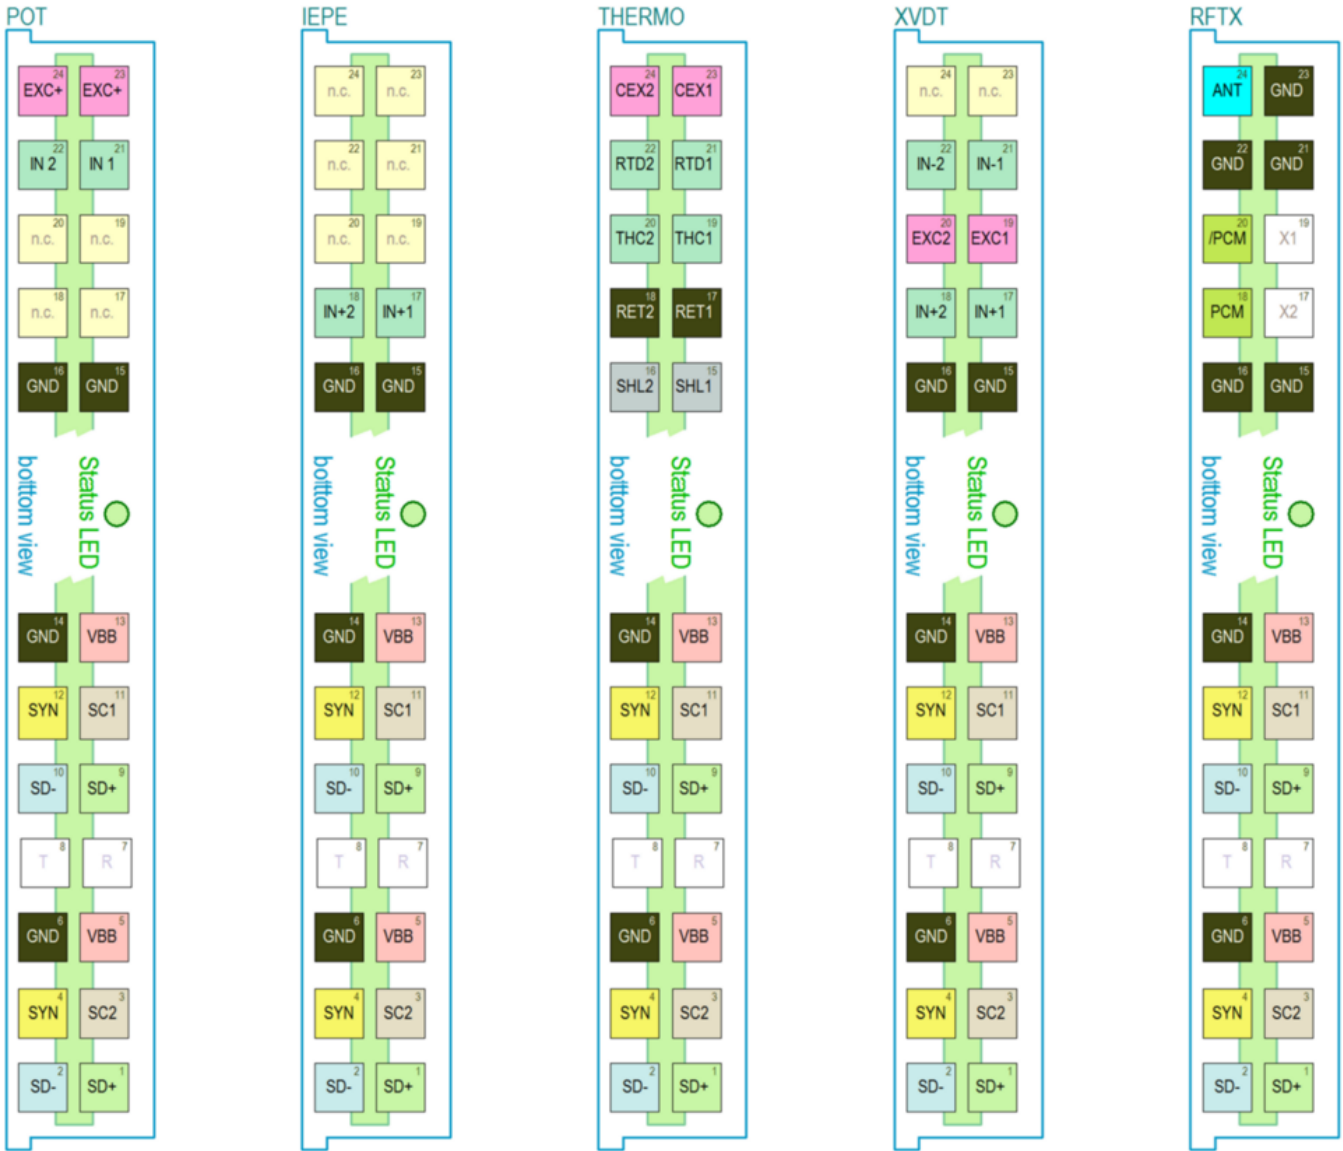 POT IEPE THERMO XVDT RFTX
24 23 24 23 24 23 24 23 24 23
EXC+ EXC+ n.c. n.c. CEX2 CEX1 n.c. n.c. ANT GND
22 21 22 21 22 21 22 21 22 21
IN 2 IN 1 n.c. n.c. RTD2 RTD1 IN-2 IN-1 GND GND
20 19 20 19 20 19 20 19 20 19
n.c. n.c. n.c. n.c. THC2 THC1 EXC2 EXC1 /PCM X1
18 17 18 17 18 17 18 17 18 17
n.c. n.c. IN+2 IN+1 RET2 RET1 IN+2 IN+1 PCM X2
16 15 16 15 16 15 16 15 16 15
GND GND GND GND SHL2 SHL1 GND GND GND GND
bolttom view Status LED bolttom view Status LED bolttom view Status LED bolttom view Status LED bolttom view Status LED
14 13 14 13 14 13 14 13 14 13
GND VBB GND VBB GND VBB GND VBB GND VBB
12 11 12 11 12 11 12 11 12 11
SYN SC1 SYN SC1 SYN SC1 SYN SC1 SYN SC1
10 9 10 9 10 9 10 9 10 9
SD- SD+ SD- SD+ SD- SD+ SD- SD+ SD- SD+
8 7 8 7 8 7 8 7 8 7
T R T R T R T R T R
6 5 6 5 6 5 6 5 6 5
GND VBB GND VBB GND VBB GND VBB GND VBB
4 3 4 3 4 3 4 3 4 3
SYN SC2 SYN SC2 SYN SC2 SYN SC2 SYN SC2
2 1 2 1 2 1 2 1 2 1
SD- SD+ SD- SD+ SD- SD+ SD- SD+ SD- SD+